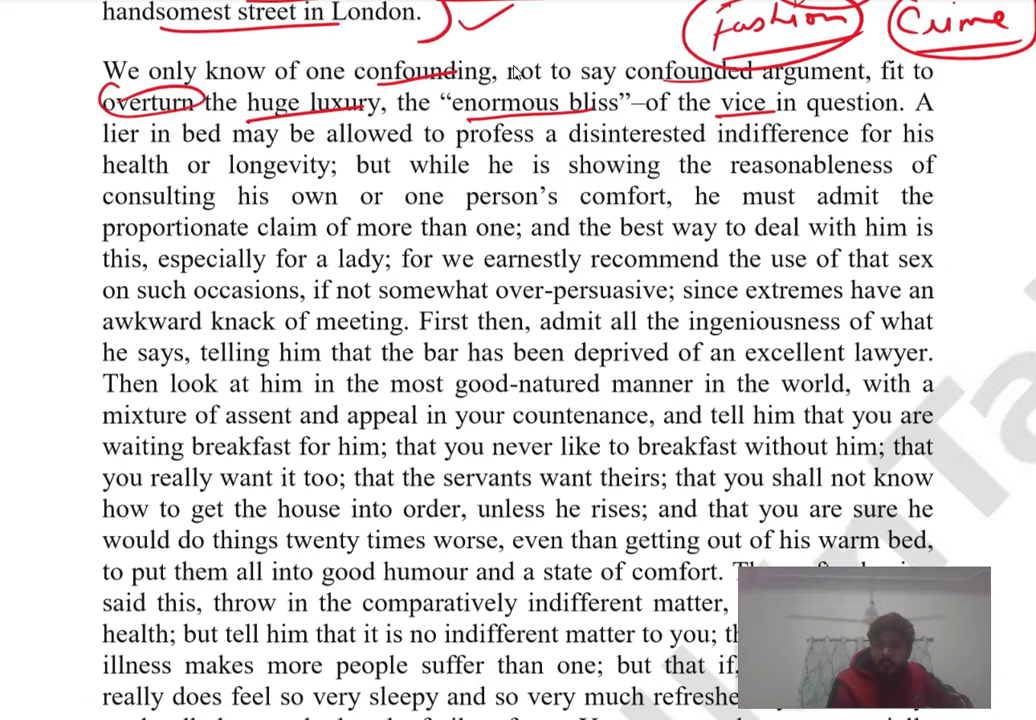 handsomest street in London.
Fashion Crime
We only know of one confounding, not to say confounded argument, fit to
overturn the huge luxury, the “enormous bliss”–of the vice in question. A
lier in bed may be allowed to profess a disinterested indifference for his
health or longevity; but while he is showing the reasonableness of
consulting his own or one person’s comfort, he must admit the
proportionate claim of more than one; and the best way to deal with him is
this, especially for a lady; for we earnestly recommend the use of that sex
on such occasions, if not somewhat over-persuasive; since extremes have an
awkward knack of meeting. First then, admit all the ingeniousness of what
he says, telling him that the bar has been deprived of an excellent lawyer.
Then look at him in the most good-natured manner in the world, with a
mixture of assent and appeal in your countenance, and tell him that you are
waiting breakfast for him; that you never like to breakfast without him; that
you really want it too; that the servants want theirs; that you shall not know
how to get the house into order, unless he rises; and that you are sure he
would do things twenty times worse, even than getting out of his warm bed,
to put them all into good humour and a state of comfort.
said this, throw in the comparatively indifferent matter,
health; but tell him that it is no indifferent matter to you;
illness makes more people suffer than one; but that if
really does feel so very sleepy and so very much